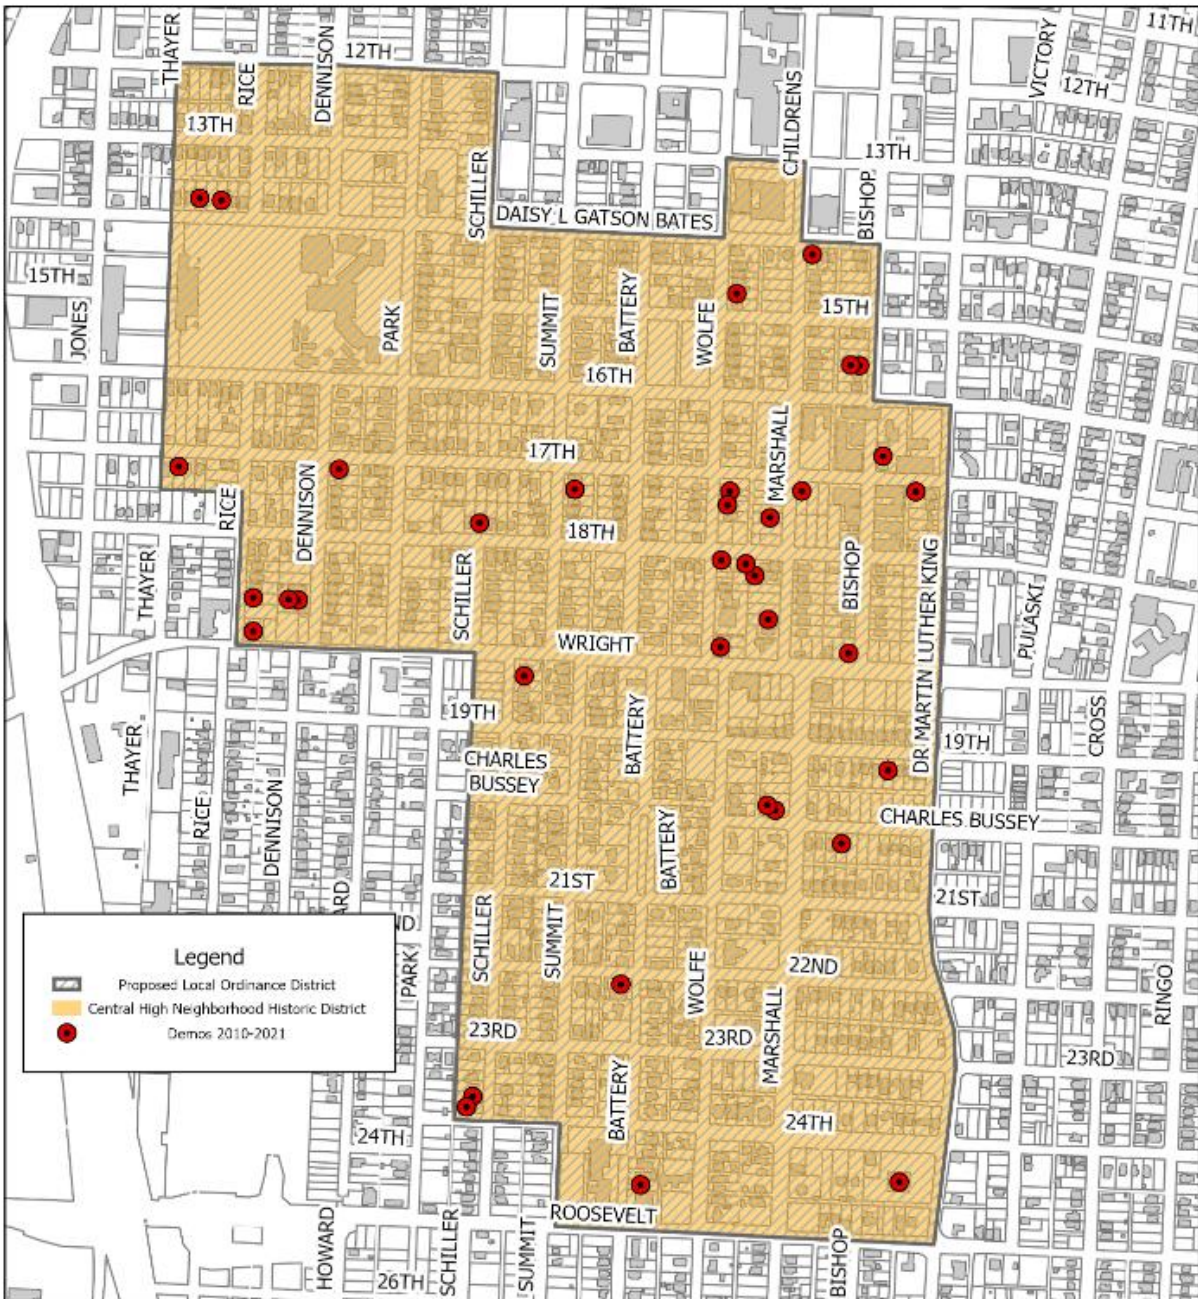 11TH
12TH
THAYER
RICE
DENNISON
VICTORY
CHILDRENS
12TH
13TH
13TH
SCHILLER
BISHOP
DAISY L GATSON BATES
15TH
JONES
PARK
SUMMIT
BATTERY
WOLFE
15TH
16TH
MARSHALL
17TH
RICE
DENNISON
18TH
THAYER
SCHILLER
BISHOP
DR MARTIN LUTHER KING
PULASKI
WRIGHT
19TH
THAYER
BATTERY
CROSS
19TH
CHARLES
BUSSEY
RICE
DENNISON
BATTERY
CHARLES BUSSEY
21ST
21ST
ARD
ND
PARK
SCHILLER
SUMMIT
WOLFE
22ND
MARSHALL
RINGO
Legend
Proposed Local Ordinance District
Central High Neighborhood Historic District
Demos 2010-2021
23RD
23RD
23RD
BATTERY
24TH
24TH
ROOSEVELT
HOWARD
SCHILLER
SUMMIT
BISHOP
26TH